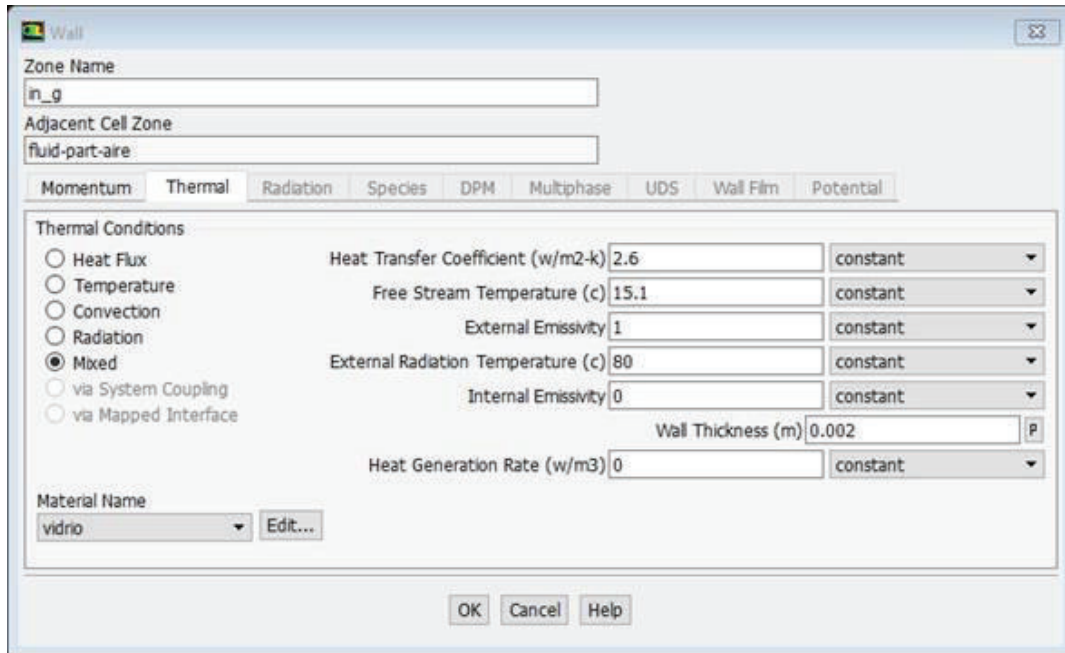 Wall
Zone Name
in_g
Adjacent Cell Zone
fluid-part-aire
Momentum Thermal Radiation Species DPM Multiphase UDS Wall Film Potential
Thermal Conditions
Heat Flux
Temperature
Convection
Radiation
Mixed
via System Coupling
via Mapped Interface
Heat Transfer Coefficient (w/m2-k) 2.6 constant
Free Stream Temperature (c) 15.1 constant
External Emissivity 1 constant
External Radiation Temperature (c) 80 constant
Internal Emissivity 0 constant
Wall Thickness (m) 0.002 P
Heat Generation Rate (w/m3) 0 constant
Material Name
vidrio Edit...
OK Cancel Help